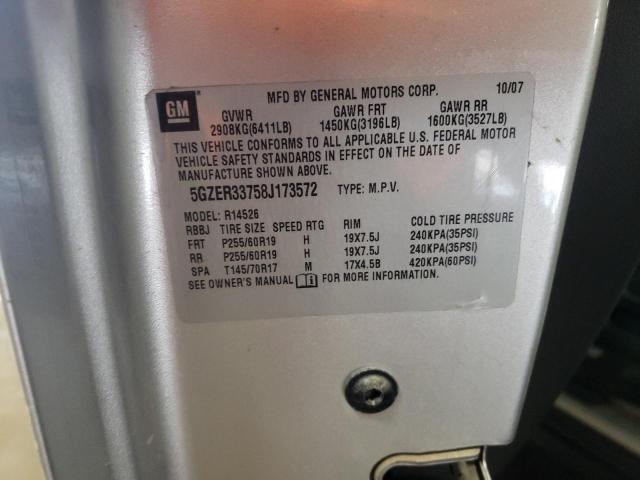 GM
MFD BY GENERAL MOTORS CORP. 10/07
GVWR GAWR FRT GAWR RR
2908KG(6411LB) 1450KG(3196LB) 1600KG(3527LB)
THIS VEHICLE CONFORMS TO ALL APPLICABLE U.S. FEDERAL MOTOR
VEHICLE SAFETY STANDARDS IN EFFECT ON THE DATE OF
MANUFACTURE SHOWN ABOVE.
5GZER33758J173572 TYPE: M.P.V.
MODEL: R14526
RBBJ TIRE SIZE SPEED RTG RIM COLD TIRE PRESSURE
FRT P255/60R19 H 19X7.5J 240KPA(35PSI)
RR P255/60R19 H 19X7.5J 240KPA(35PSI)
SPA T145/70R17 M 17X4.5B 420KPA(60PSI)
SEE OWNER'S MANUAL i FOR MORE INFORMATION.